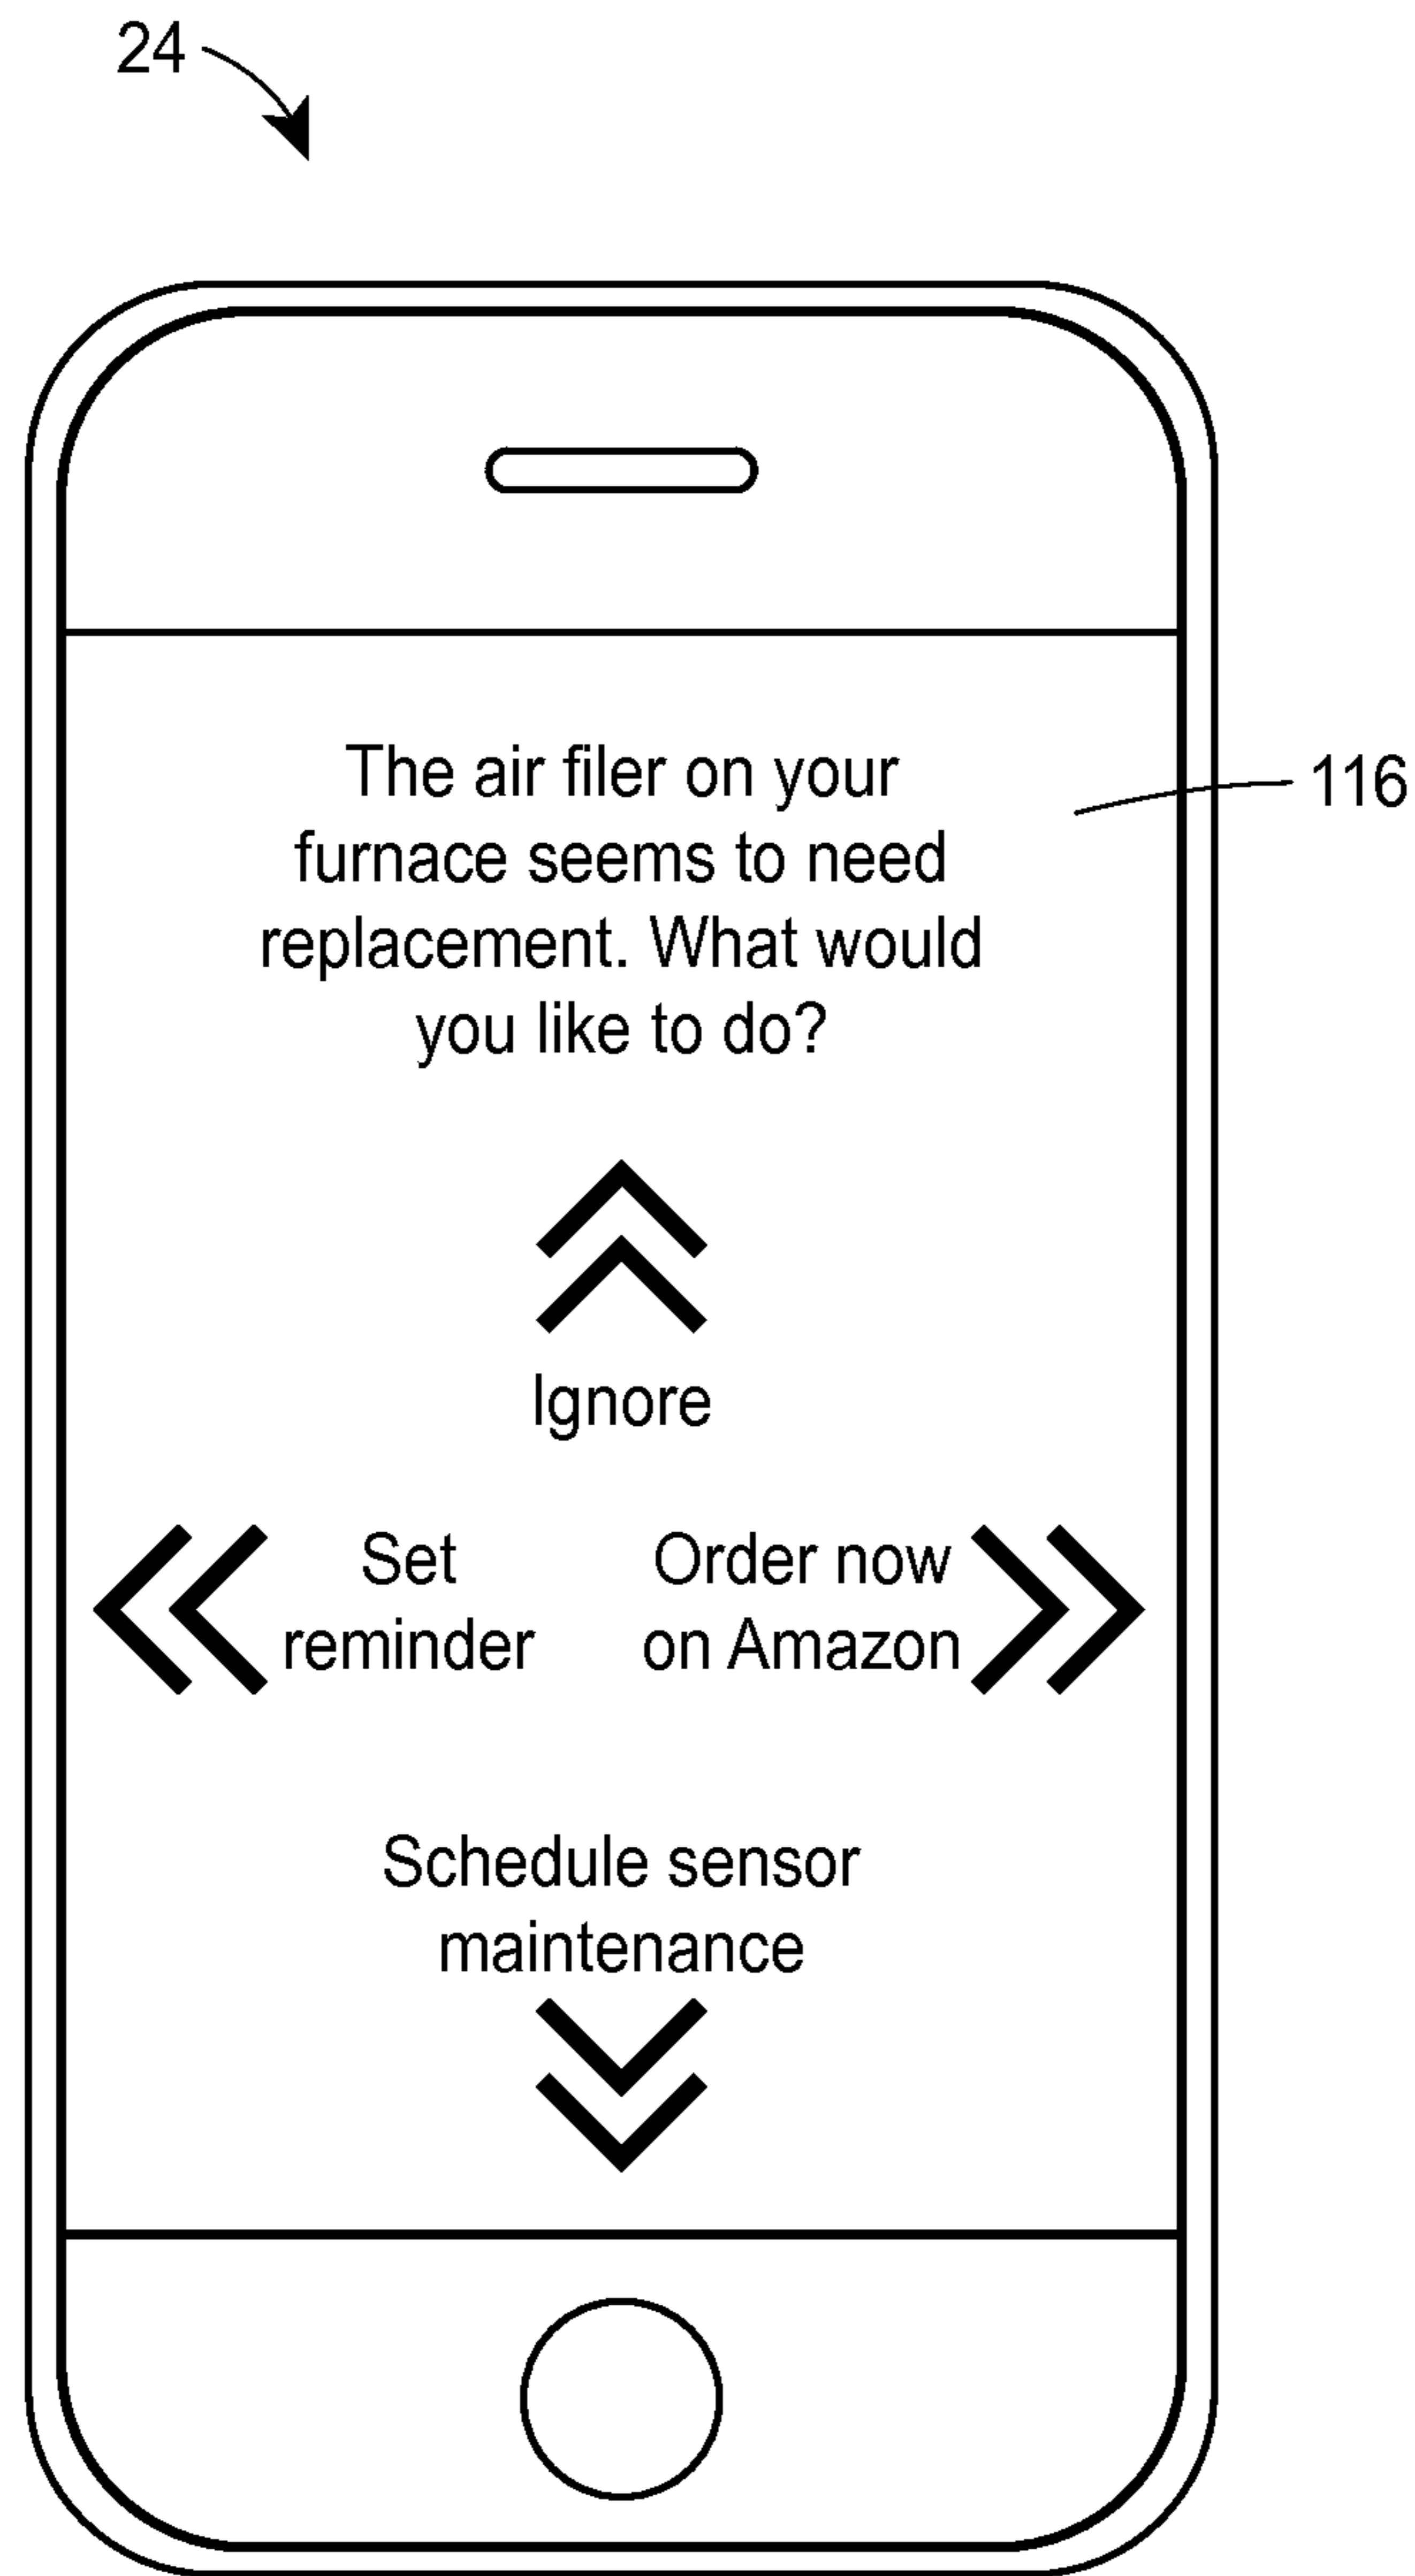 24
The air filer on your
furnace seems to need
replacement. What would
you like to do?
116
Ignore
Set
reminder
Order now
on Amazon
Schedule sensor
maintenance